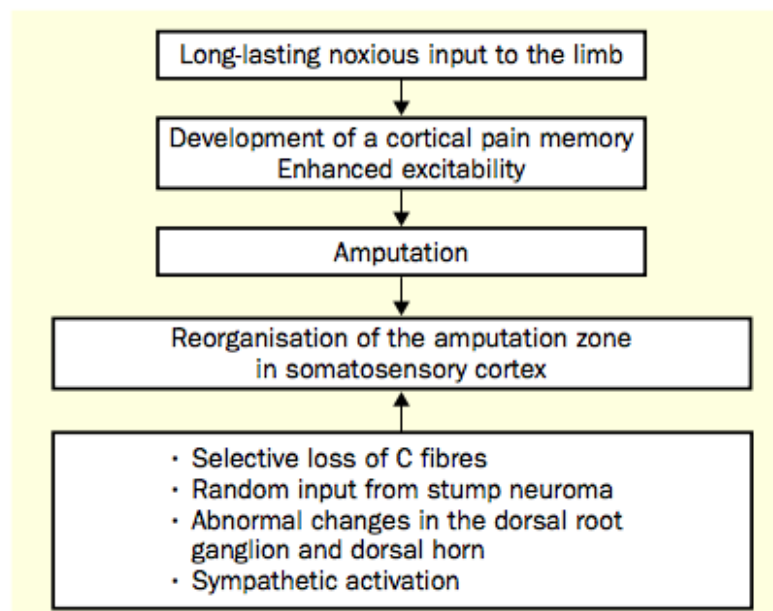 Long-lasting noxious input to the limb
Development of a cortical pain memory
Enhanced excitability
Amputation
Reorganisation of the amputation zone
in somatosensory cortex
· Selective loss of C fibres
· Random input from stump neuroma
· Abnormal changes in the dorsal root
ganglion and dorsal horn
· Sympathetic activation